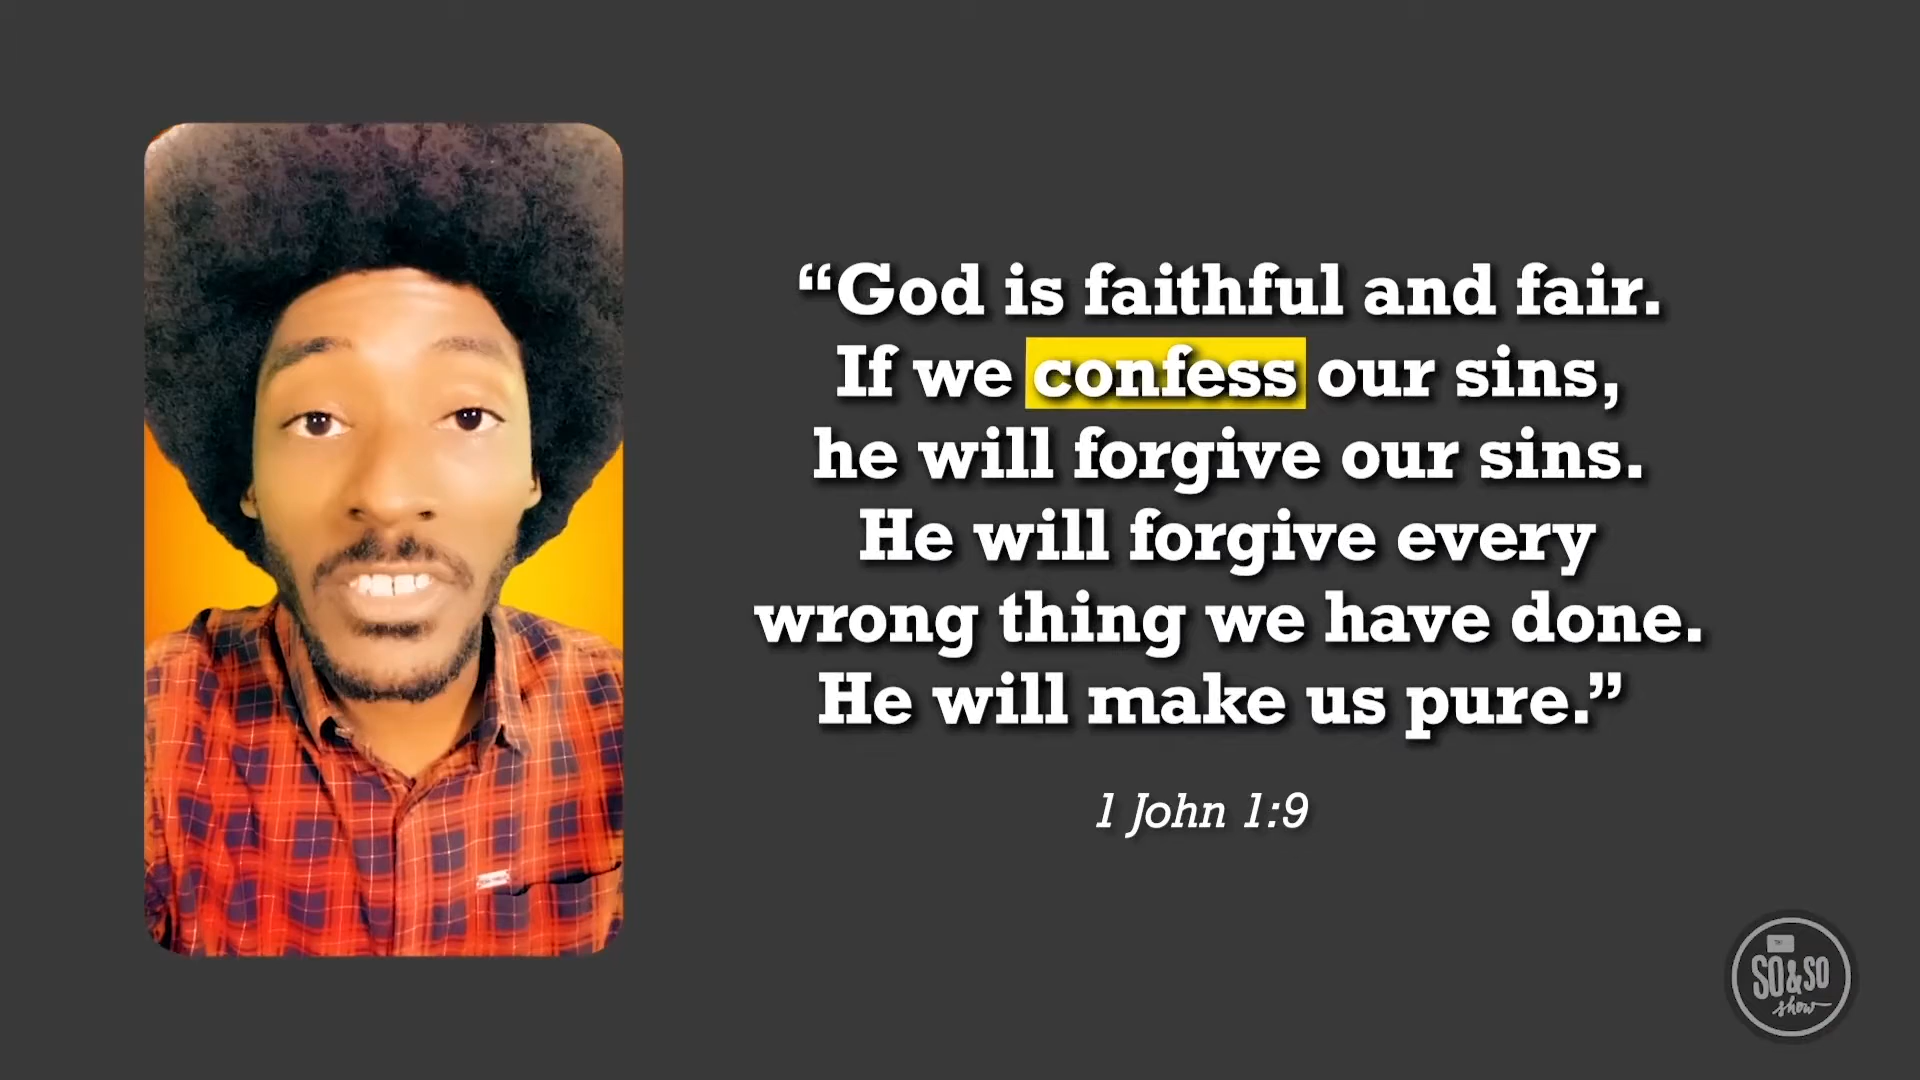 “God is faithful and fair.
If we confess our sins,
he will forgive our sins.
He will forgive every
wrong thing we have done.
He will make us pure.”
1 John 1:9
SO & SO
show